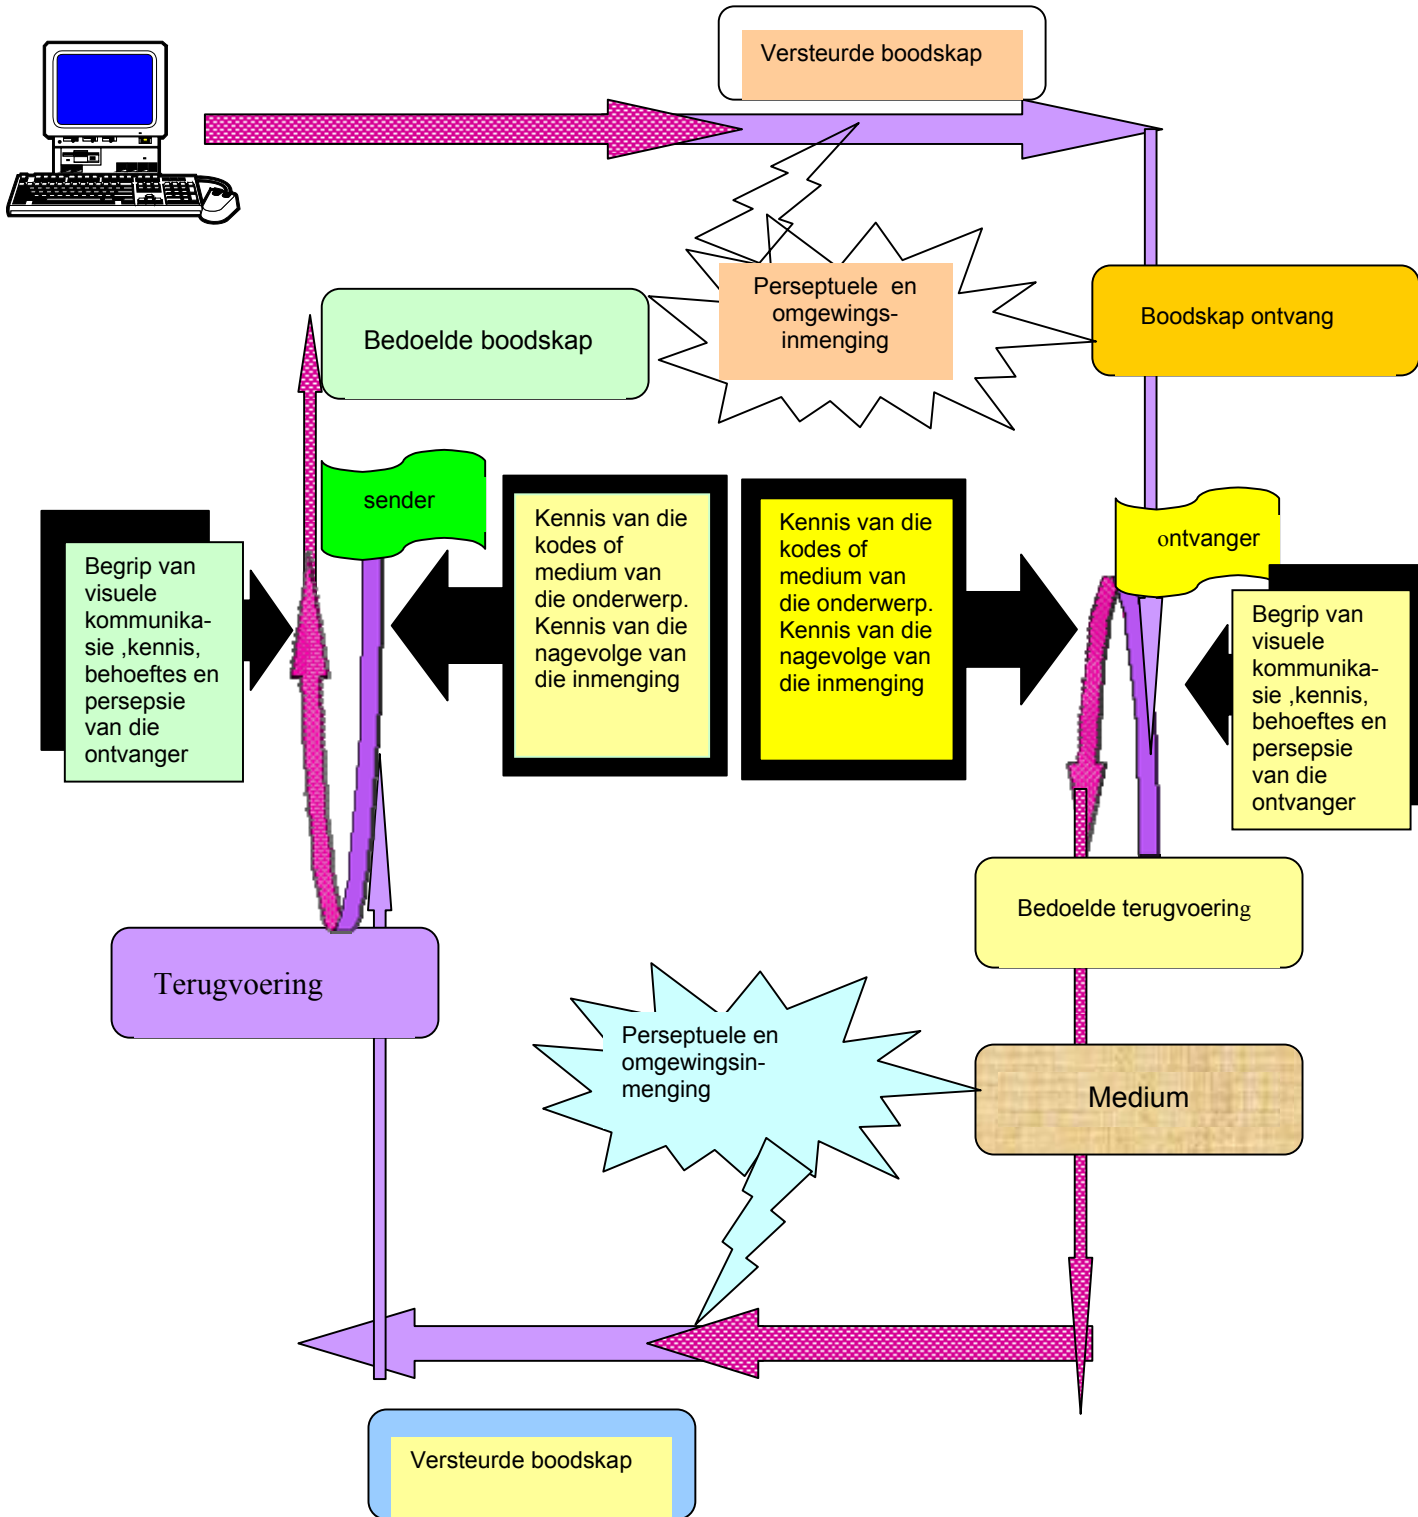 Versteurde boodskap
Perseptuele en
omgewings-
inmenging
Boodskap ontvang
Bedoelde boodskap
sender
Kennis van die
kodes of
medium van
die onderwerp.
Kennis van die
nagevolge van
die inmenging
Kennis van die
kodes of
medium van
die onderwerp.
Kennis van die
nagevolge van
die inmenging
ontvanger
Begrip van
visuele
kommunika-
sie ,kennis,
behoeftes en
persepsie
van die
ontvanger
Begrip van
visuele
kommunika-
sie ,kennis,
behoeftes en
persepsie
van die
ontvanger
Bedoelde terugvoering
Terugvoering
Perseptuele en
omgewingsin-
menging
Medium
Versteurde boodskap